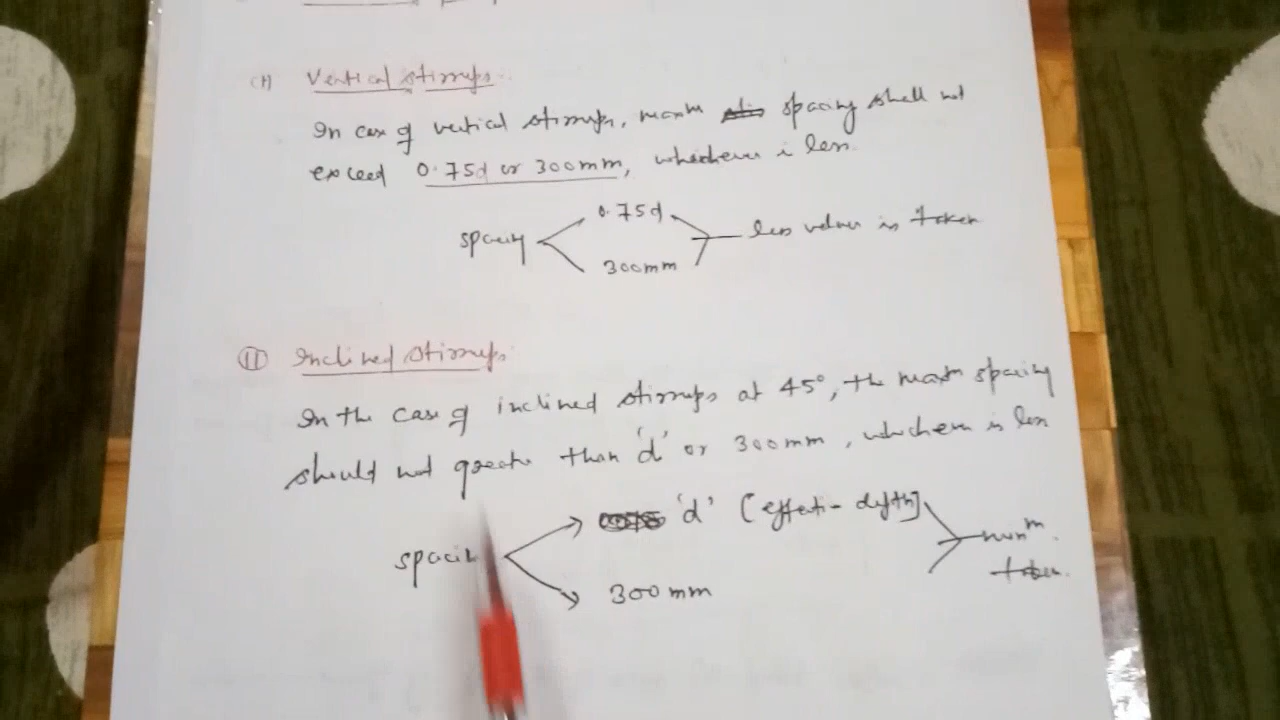 (I) Vertical stirrups.
In case of vertical stirrups, maxm spacing shall not
exceed 0.75d or 300mm, whichever is less.
0.75d
spacing less value is taken
300mm
(II) Inclined stirrups.
In the case of inclined stirrups at 45°, the maxm spacing
should not greater than 'd' or 300mm, whichever is less
'd' [effective depth]
spacin minm.
taken.
300mm